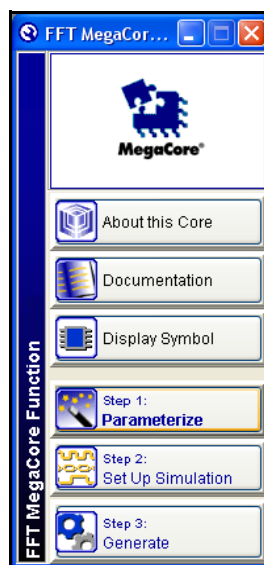 FFT MegaCor...
MegaCore®
About this Core
Documentation
Display Symbol
Step 1:
Parameterize
Step 2:
Set Up Simulation
Step 3:
Generate
FFT MegaCore Function